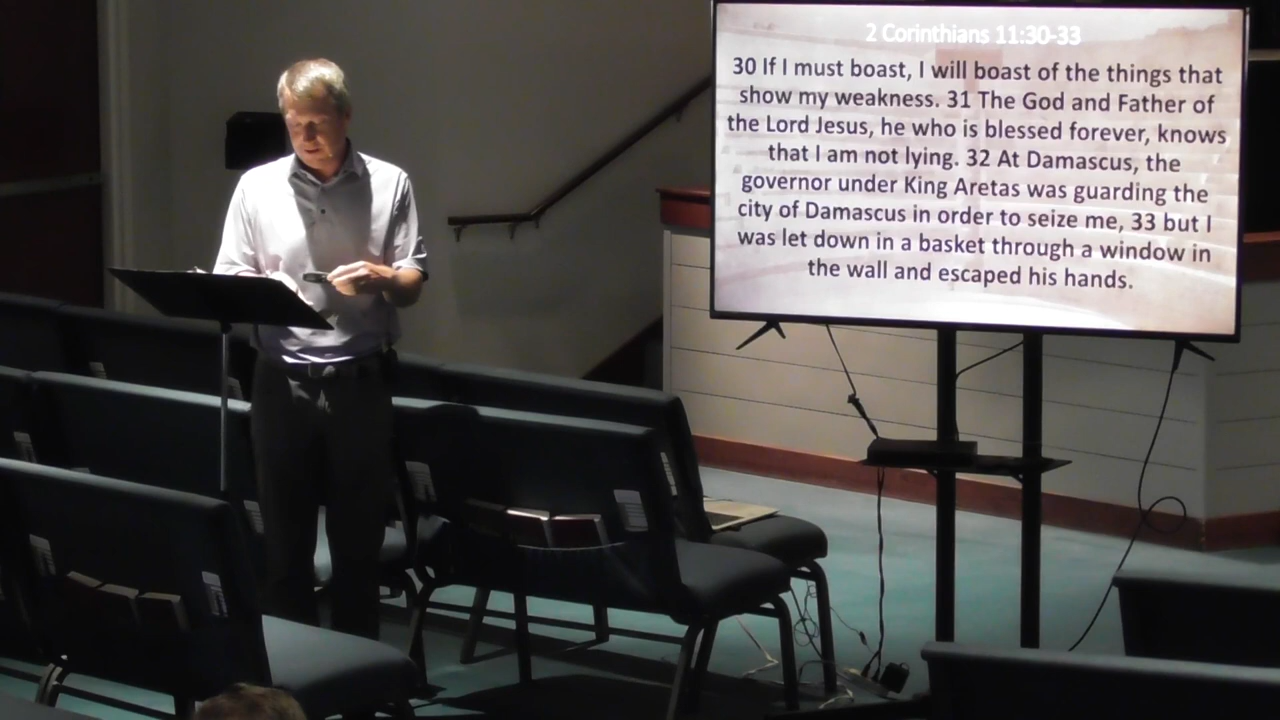 2 Corinthians 11:30-33
30 If I must boast, I will boast of the things that
show my weakness. 31 The God and Father of
the Lord Jesus, he who is blessed forever, knows
that I am not lying. 32 At Damascus, the
governor under King Aretas was guarding the
city of Damascus in order to seize me, 33 but I
was let down in a basket through a window in
the wall and escaped his hands.